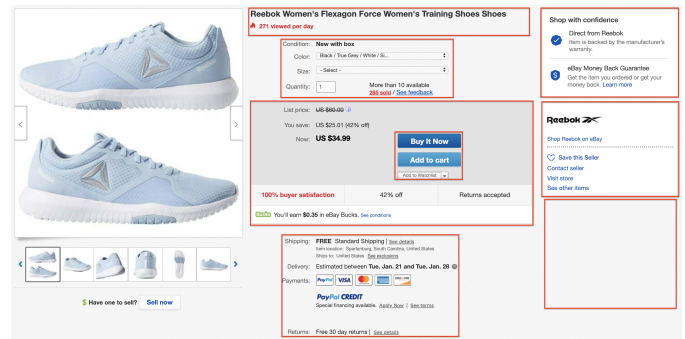 Reebok Women's Flexagon Force Women's Training Shoes Shoes
271 viewed per day
Condition: New with box
Color: Black / True Grey / White / Si...
Size: - Select -
Quantity: 1
More than 10 available
288 sold / See feedback
List price: US $60.00
You save: US $25.01 (42% off)
Now: US $34.99
Buy It Now
Add to cart
Add to Watchlist
100% buyer satisfaction
42% off
Returns accepted
You'll earn $0.35 in eBay Bucks. See conditions
Shipping: FREE Standard Shipping | See details
Item location: Spartanburg, South Carolina, United States
Ships to: United States See exclusions
Delivery: Estimated between Tue. Jan. 21 and Tue. Jan. 28
Payments: PayPal VISA
PayPal CREDIT
Special financing available. Apply Now | See terms
Returns: Free 30 day returns | See details
Have one to sell? Sell now
Shop with confidence
Direct from Reebok
Item is backed by the manufacturer's
warranty.
eBay Money Back Guarantee
Get the item you ordered or get your
money back. Learn more
Reebok
Shop Reebok on eBay
Save this Seller
Contact seller
Visit store
See other items